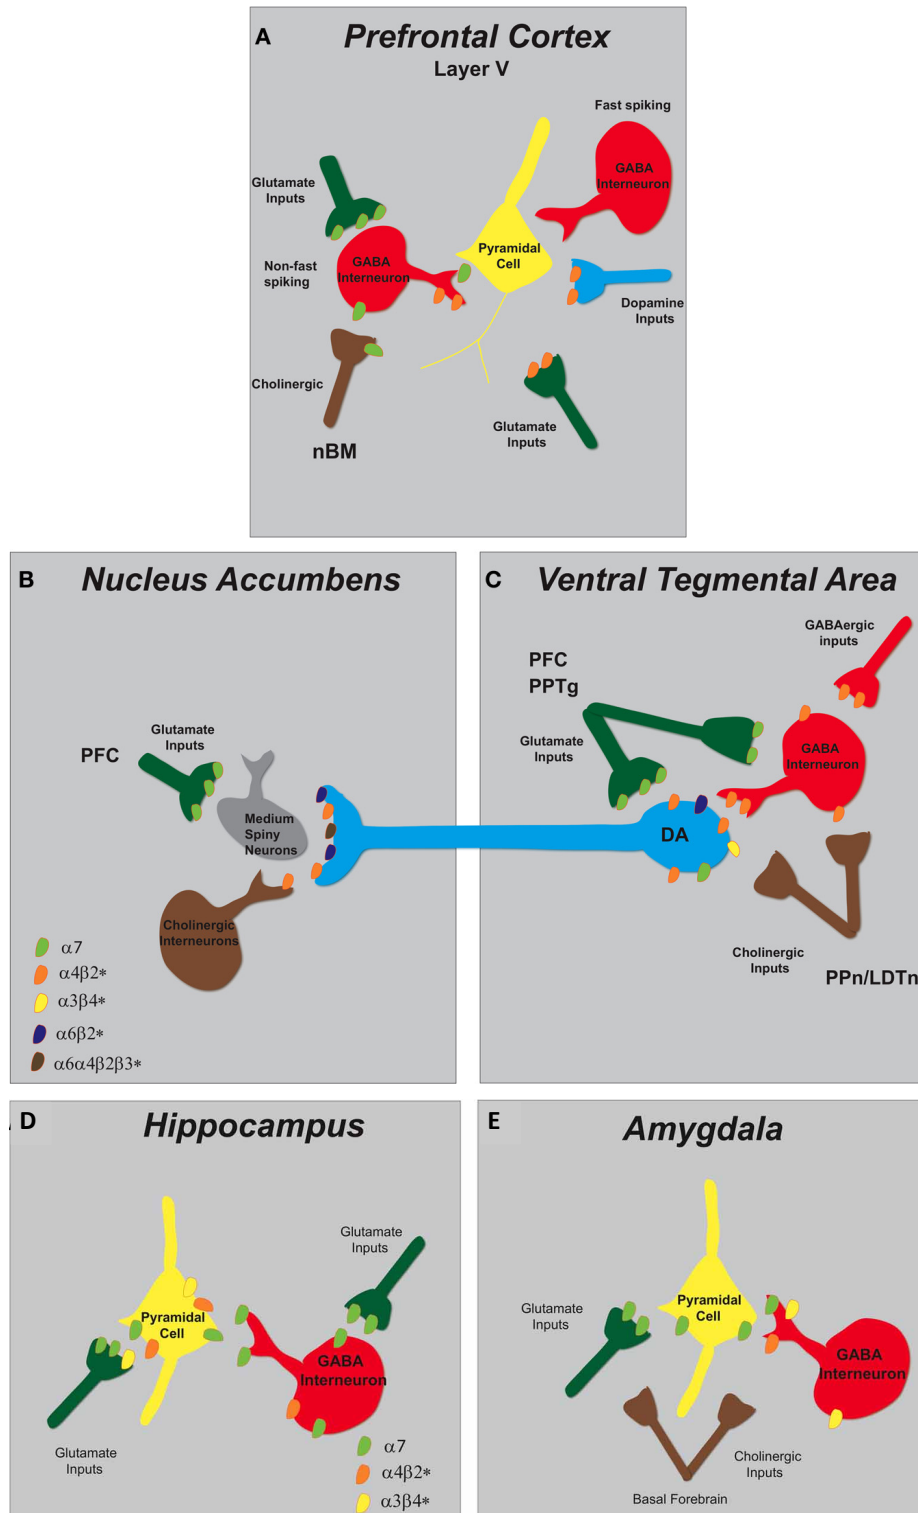 A
Prefrontal Cortex
Layer V
Fast spiking
GABA
Interneuron
Glutamate
Inputs
Pyramidal
Cell
Non-fast
spiking
GABA
Interneuron
Dopamine
Inputs
Cholinergic
Glutamate
Inputs
nBM
B
Nucleus Accumbens
PFC
Glutamate
Inputs
Medium
Spiny
Neurons
Cholinergic
Interneurons
α7
α4β2*
α3β4*
α6β2*
α6α4β2β3*
C
Ventral Tegmental Area
GABAergic
inputs
PFC
PPTg
Glutamate
Inputs
GABA
Interneuron
DA
Cholinergic
Inputs
PPn/LDTn
D
Hippocampus
Glutamate
Inputs
Pyramidal
Cell
GABA
Interneuron
Glutamate
Inputs
α7
α4β2*
α3β4*
E
Amygdala
Glutamate
Inputs
Pyramidal
Cell
GABA
Interneuron
Cholinergic
Inputs
Basal Forebrain